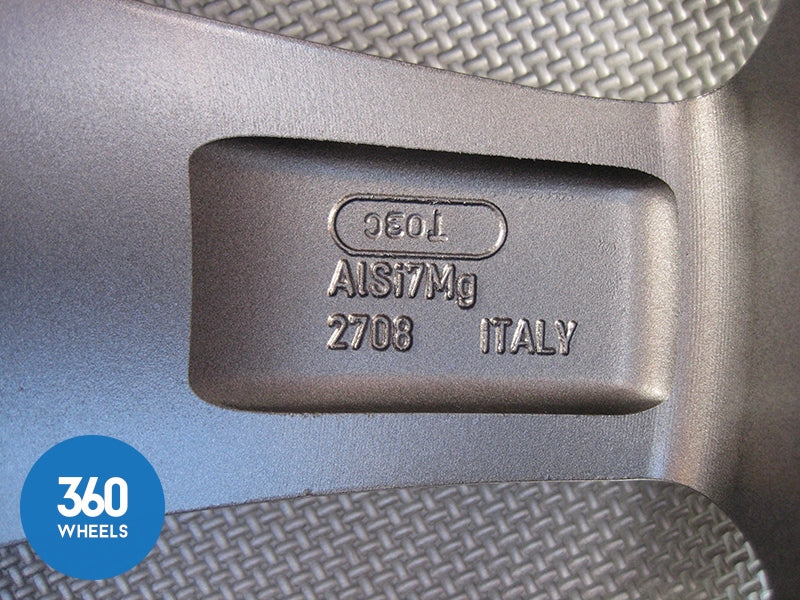 T03c
AlSi7Mg
2708 ITALY
360
WHEELS